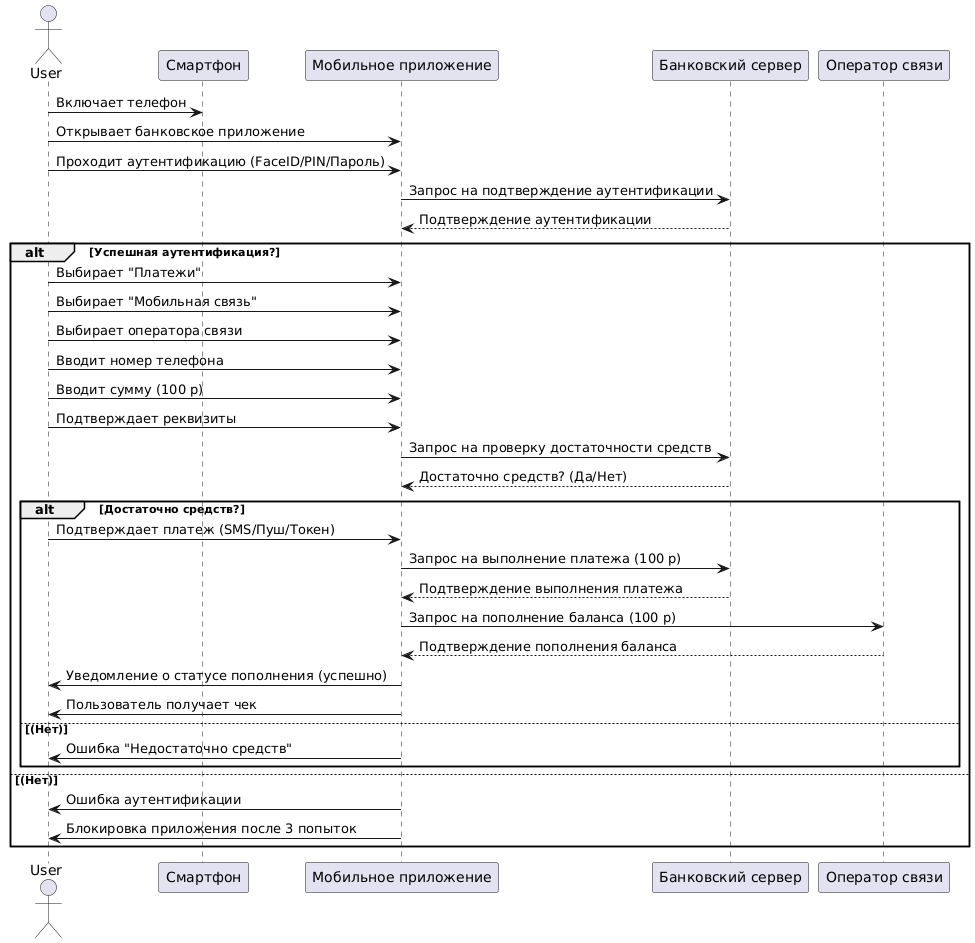 User
Смартфон
Мобильное приложение
Банковский сервер
Оператор связи
Включает телефон
Открывает банковское приложение
Проходит аутентификацию (FaceID/PIN/Пароль)
Запрос на подтверждение аутентификации
Подтверждение аутентификации
alt
[Успешная аутентификация?]
Выбирает "Платежи"
Выбирает "Мобильная связь"
Выбирает оператора связи
Вводит номер телефона
Вводит сумму (100 р)
Подтверждает реквизиты
Запрос на проверку достаточности средств
Достаточно средств? (Да/Нет)
alt
[Достаточно средств?]
Подтверждает платеж (SMS/Пуш/Токен)
Запрос на выполнение платежа (100 р)
Подтверждение выполнения платежа
Запрос на пополнение баланса (100 р)
Подтверждение пополнения баланса
Уведомление о статусе пополнения (успешно)
Пользователь получает чек
[(Нет)]
Ошибка "Недостаточно средств"
[(Нет)]
Ошибка аутентификации
Блокировка приложения после 3 попыток
User
Смартфон
Мобильное приложение
Банковский сервер
Оператор связи